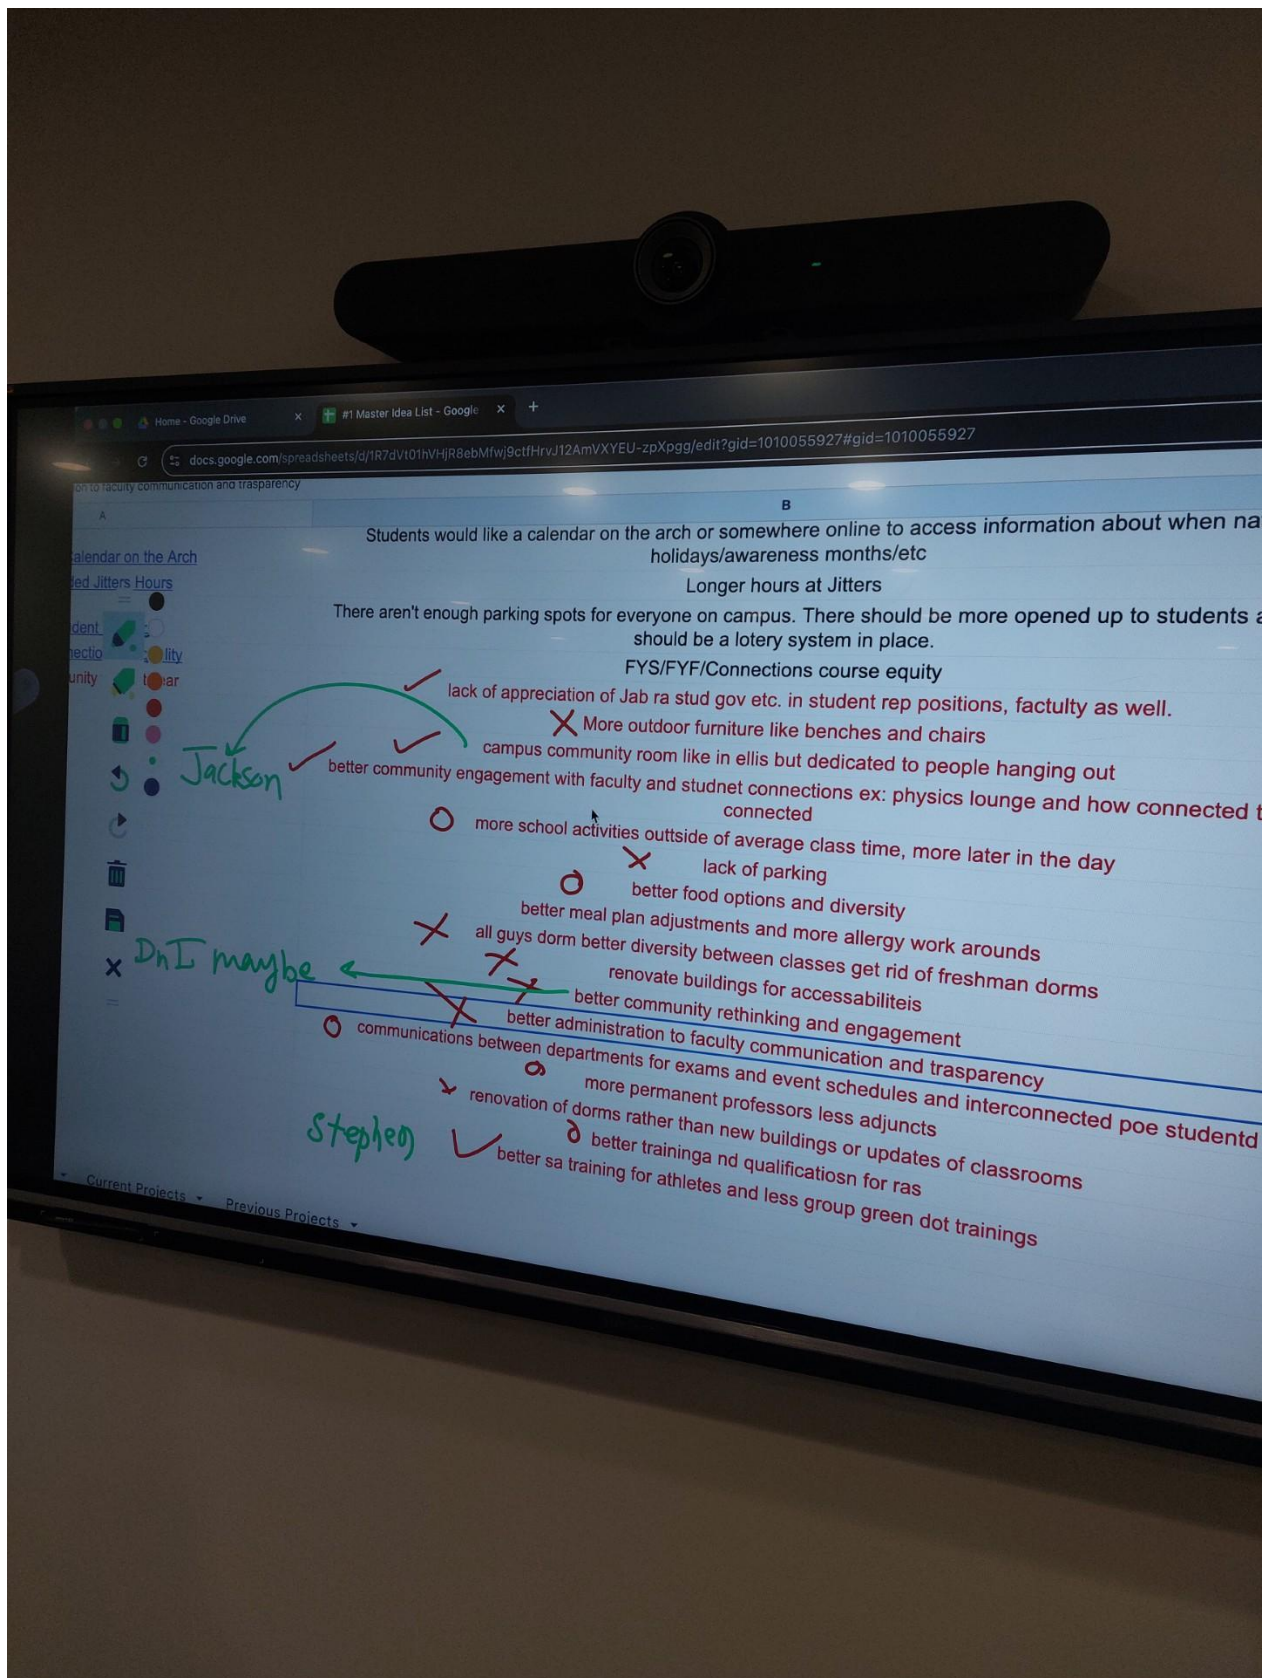 Home - Google Drive
#1 Master Idea List - Google
docs.google.com/spreadsheets/d/1R7dVt01hVHjR8ebMfwj9ctfHrvJ12AmVXYEU-zpXpgg/edit?gid=1010055927#gid=1010055927
to faculty communication and trasparency
A
B
Calendar on the Arch
Students would like a calendar on the arch or somewhere online to access information about when na
holidays/awareness months/etc
ded Jitters Hours
Longer hours at Jitters
There aren't enough parking spots for everyone on campus. There should be more opened up to students a
should be a lotery system in place.
dent
nectio
lity
FYS/FYF/Connections course equity
unity
ar
lack of appreciation of Jab ra stud gov etc. in student rep positions, factulty as well.
More outdoor furniture like benches and chairs
campus community room like in ellis but dedicated to people hanging out
Jackson
better community engagement with faculty and studnet connections ex: physics lounge and how connected t
connected
more school activities outtside of average class time, more later in the day
lack of parking
better food options and diversity
better meal plan adjustments and more allergy work arounds
all guys dorm better diversity between classes get rid of freshman dorms
renovate buildings for accessabiliteis
DnI maybe
better community rethinking and engagement
better administration to faculty communication and trasparency
communications between departments for exams and event schedules and interconnected poe studentd
more permanent professors less adjuncts
renovation of dorms rather than new buildings or updates of classrooms
better traininga nd qualificatiosn for ras
Stephen
better sa training for athletes and less group green dot trainings
Current Projects
Previous Projects